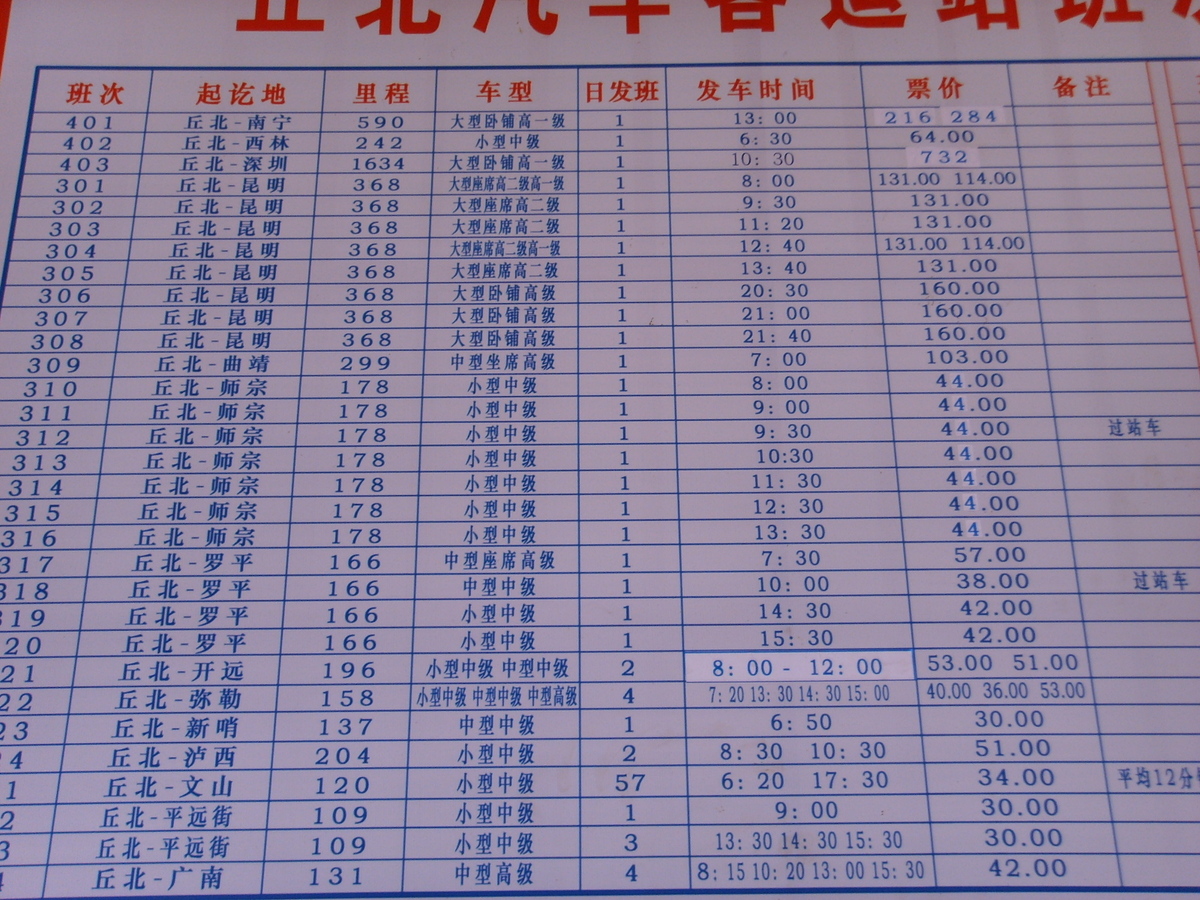 丘北汽车客运站班次
班次 起讫地 里程 车型 日发班 发车时间 票价 备注
401 丘北-南宁 590 大型卧铺高一级 1 13:00 216 284
402 丘北-西林 242 小型中级 1 6:30 64.00
403 丘北-深圳 1634 大型卧铺高一级 1 10:30 732
301 丘北-昆明 368 大型座席高二级高一级 1 8:00 131.00 114.00
302 丘北-昆明 368 大型座席高二级 1 9:30 131.00
303 丘北-昆明 368 大型座席高二级 1 11:20 131.00
304 丘北-昆明 368 大型座席高二级高一级 1 12:40 131.00 114.00
305 丘北-昆明 368 大型座席高二级 1 13:40 131.00
306 丘北-昆明 368 大型卧铺高级 1 20:30 160.00
307 丘北-昆明 368 大型卧铺高级 1 21:00 160.00
308 丘北-昆明 368 大型卧铺高级 1 21:40 160.00
309 丘北-曲靖 299 中型坐席高级 1 7:00 103.00
310 丘北-师宗 178 小型中级 1 8:00 44.00
311 丘北-师宗 178 小型中级 1 9:00 44.00
312 丘北-师宗 178 小型中级 1 9:30 44.00 过站车
313 丘北-师宗 178 小型中级 1 10:30 44.00
314 丘北-师宗 178 小型中级 1 11:30 44.00
315 丘北-师宗 178 小型中级 1 12:30 44.00
316 丘北-师宗 178 小型中级 1 13:30 44.00
317 丘北-罗平 166 中型座席高级 1 7:30 57.00
318 丘北-罗平 166 中型中级 1 10:00 38.00 过站车
19 丘北-罗平 166 小型中级 1 14:30 42.00
20 丘北-罗平 166 小型中级 1 15:30 42.00
21 丘北-开远 196 小型中级 中型中级 2 8:00 - 12:00 53.00 51.00
22 丘北-弥勒 158 小型中级 中型中级 中型高级 4 7:20 13:30 14:30 15:00 40.00 36.00 53.00
23 丘北-新哨 137 中型中级 1 6:50 30.00
4 丘北-泸西 204 小型中级 2 8:30 10:30 51.00
1 丘北-文山 120 小型中级 57 6:20 17:30 34.00 平均12分
2 丘北-平远街 109 小型中级 1 9:00 30.00
3 丘北-平远街 109 小型中级 3 13:30 14:30 15:30 30.00
4 丘北-广南 131 中型高级 4 8:15 10:20 13:00 15:30 42.00